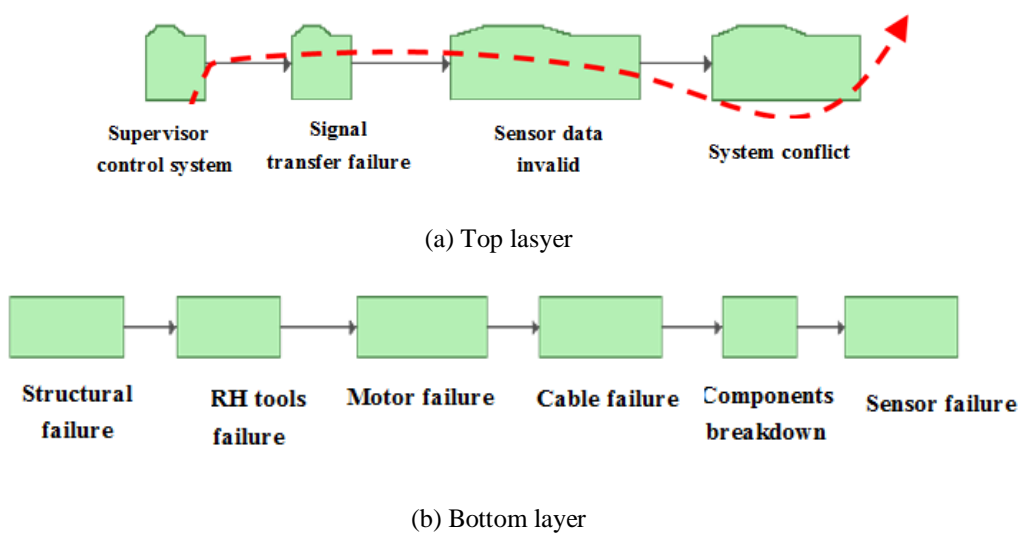 Supervisor
control system
Signal
transfer failure
Sensor data
invalid
System conflict
(a) Top lasyer
Structural
failure
RH tools
failure
Motor failure
Cable failure
Components
breakdown
Sensor failure
(b) Bottom layer